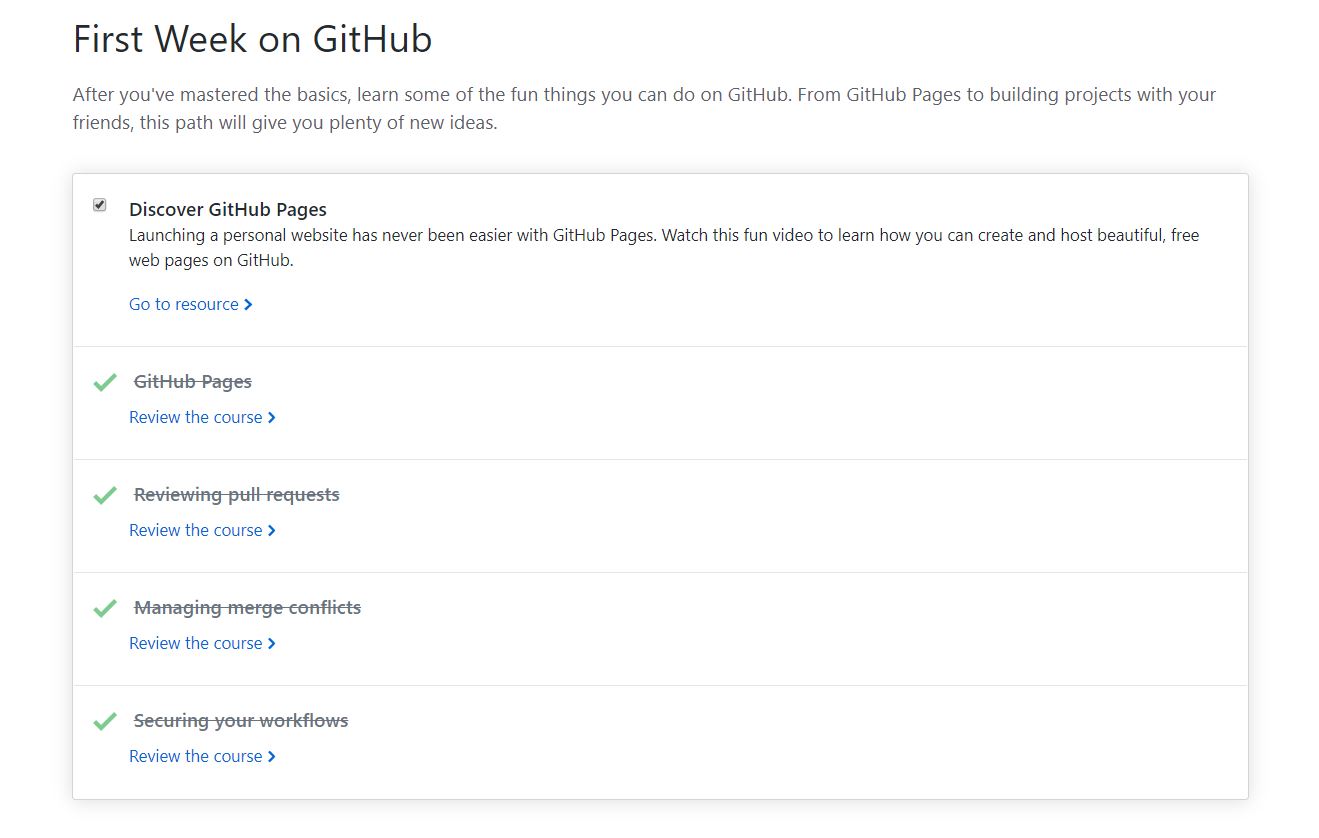 First Week on GitHub
After you've mastered the basics, learn some of the fun things you can do on GitHub. From GitHub Pages to building projects with your
friends, this path will give you plenty of new ideas.
Discover GitHub Pages
Launching a personal website has never been easier with GitHub Pages. Watch this fun video to learn how you can create and host beautiful, free
web pages on GitHub.
Go to resource
GitHub Pages
Review the course
Reviewing pull requests
Review the course
Managing merge conflicts
Review the course
Securing your workflows
Review the course